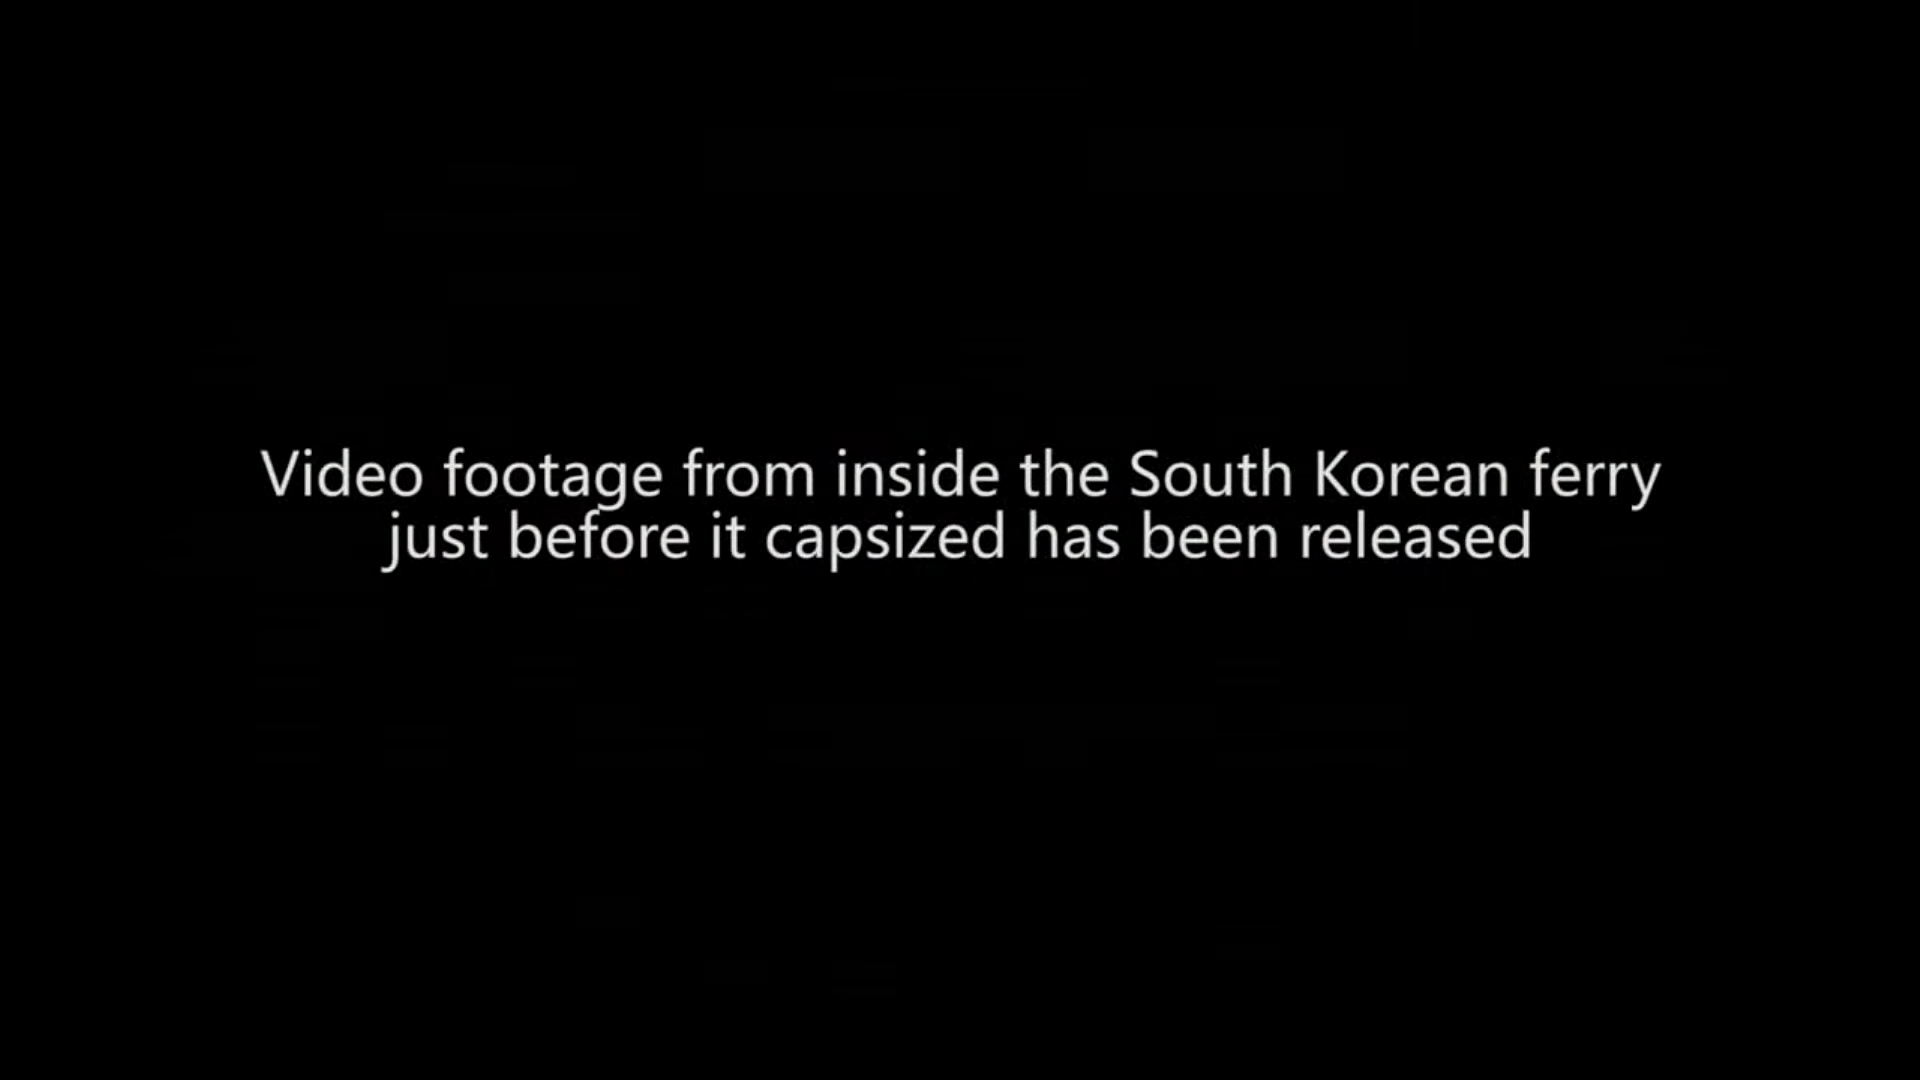 Video footage from inside the South Korean ferry
just before it capsized has been released